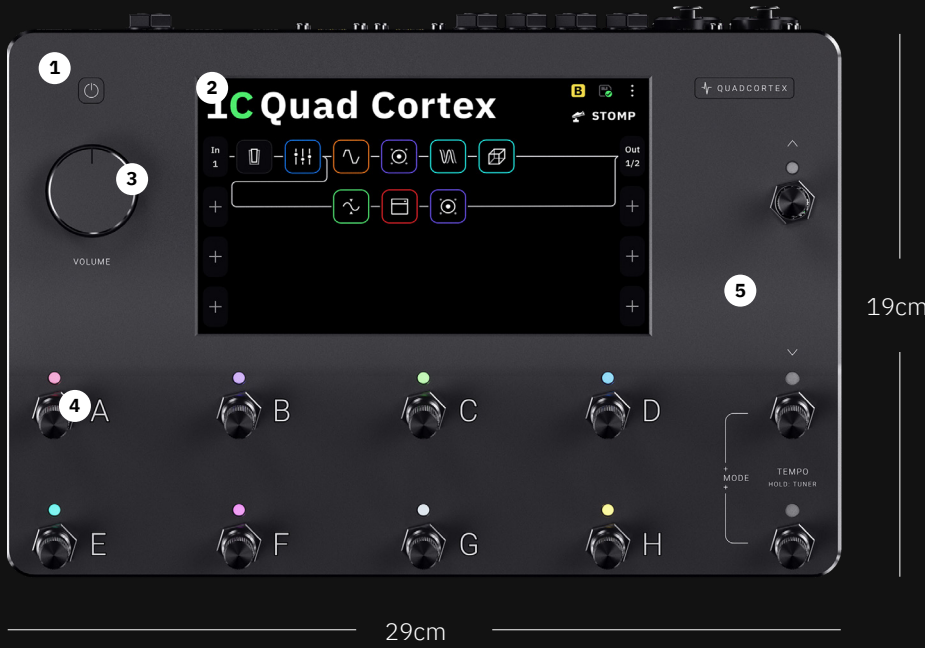 1
2
1C Quad Cortex
B
STOMP
QUADCORTEX
In
1
Out
1/2
3
VOLUME
5
19cm
4
A
B
C
D
MODE
TEMPO
HOLD: TUNER
E
F
G
H
29cm